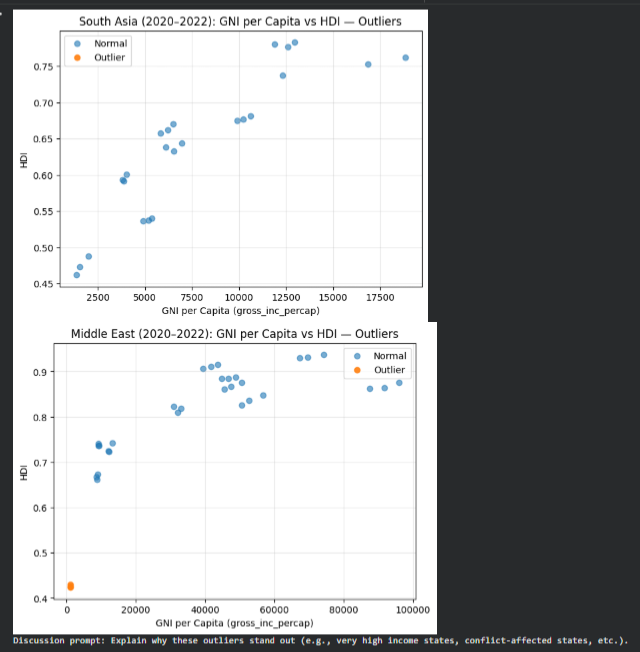 South Asia (2020–2022): GNI per Capita vs HDI — Outliers
Normal
Outlier
0.75
0.70
0.65
0.60
0.55
0.50
0.45
HDI
2500 5000 7500 10000 12500 15000 17500
GNI per Capita (gross_inc_percap)
Middle East (2020–2022): GNI per Capita vs HDI — Outliers
Normal
Outlier
0.9
0.8
0.7
0.6
0.5
0.4
HDI
0 20000 40000 60000 80000 100000
GNI per Capita (gross_inc_percap)
Discussion prompt: Explain why these outliers stand out (e.g., very high income states, conflict-affected states, etc.).